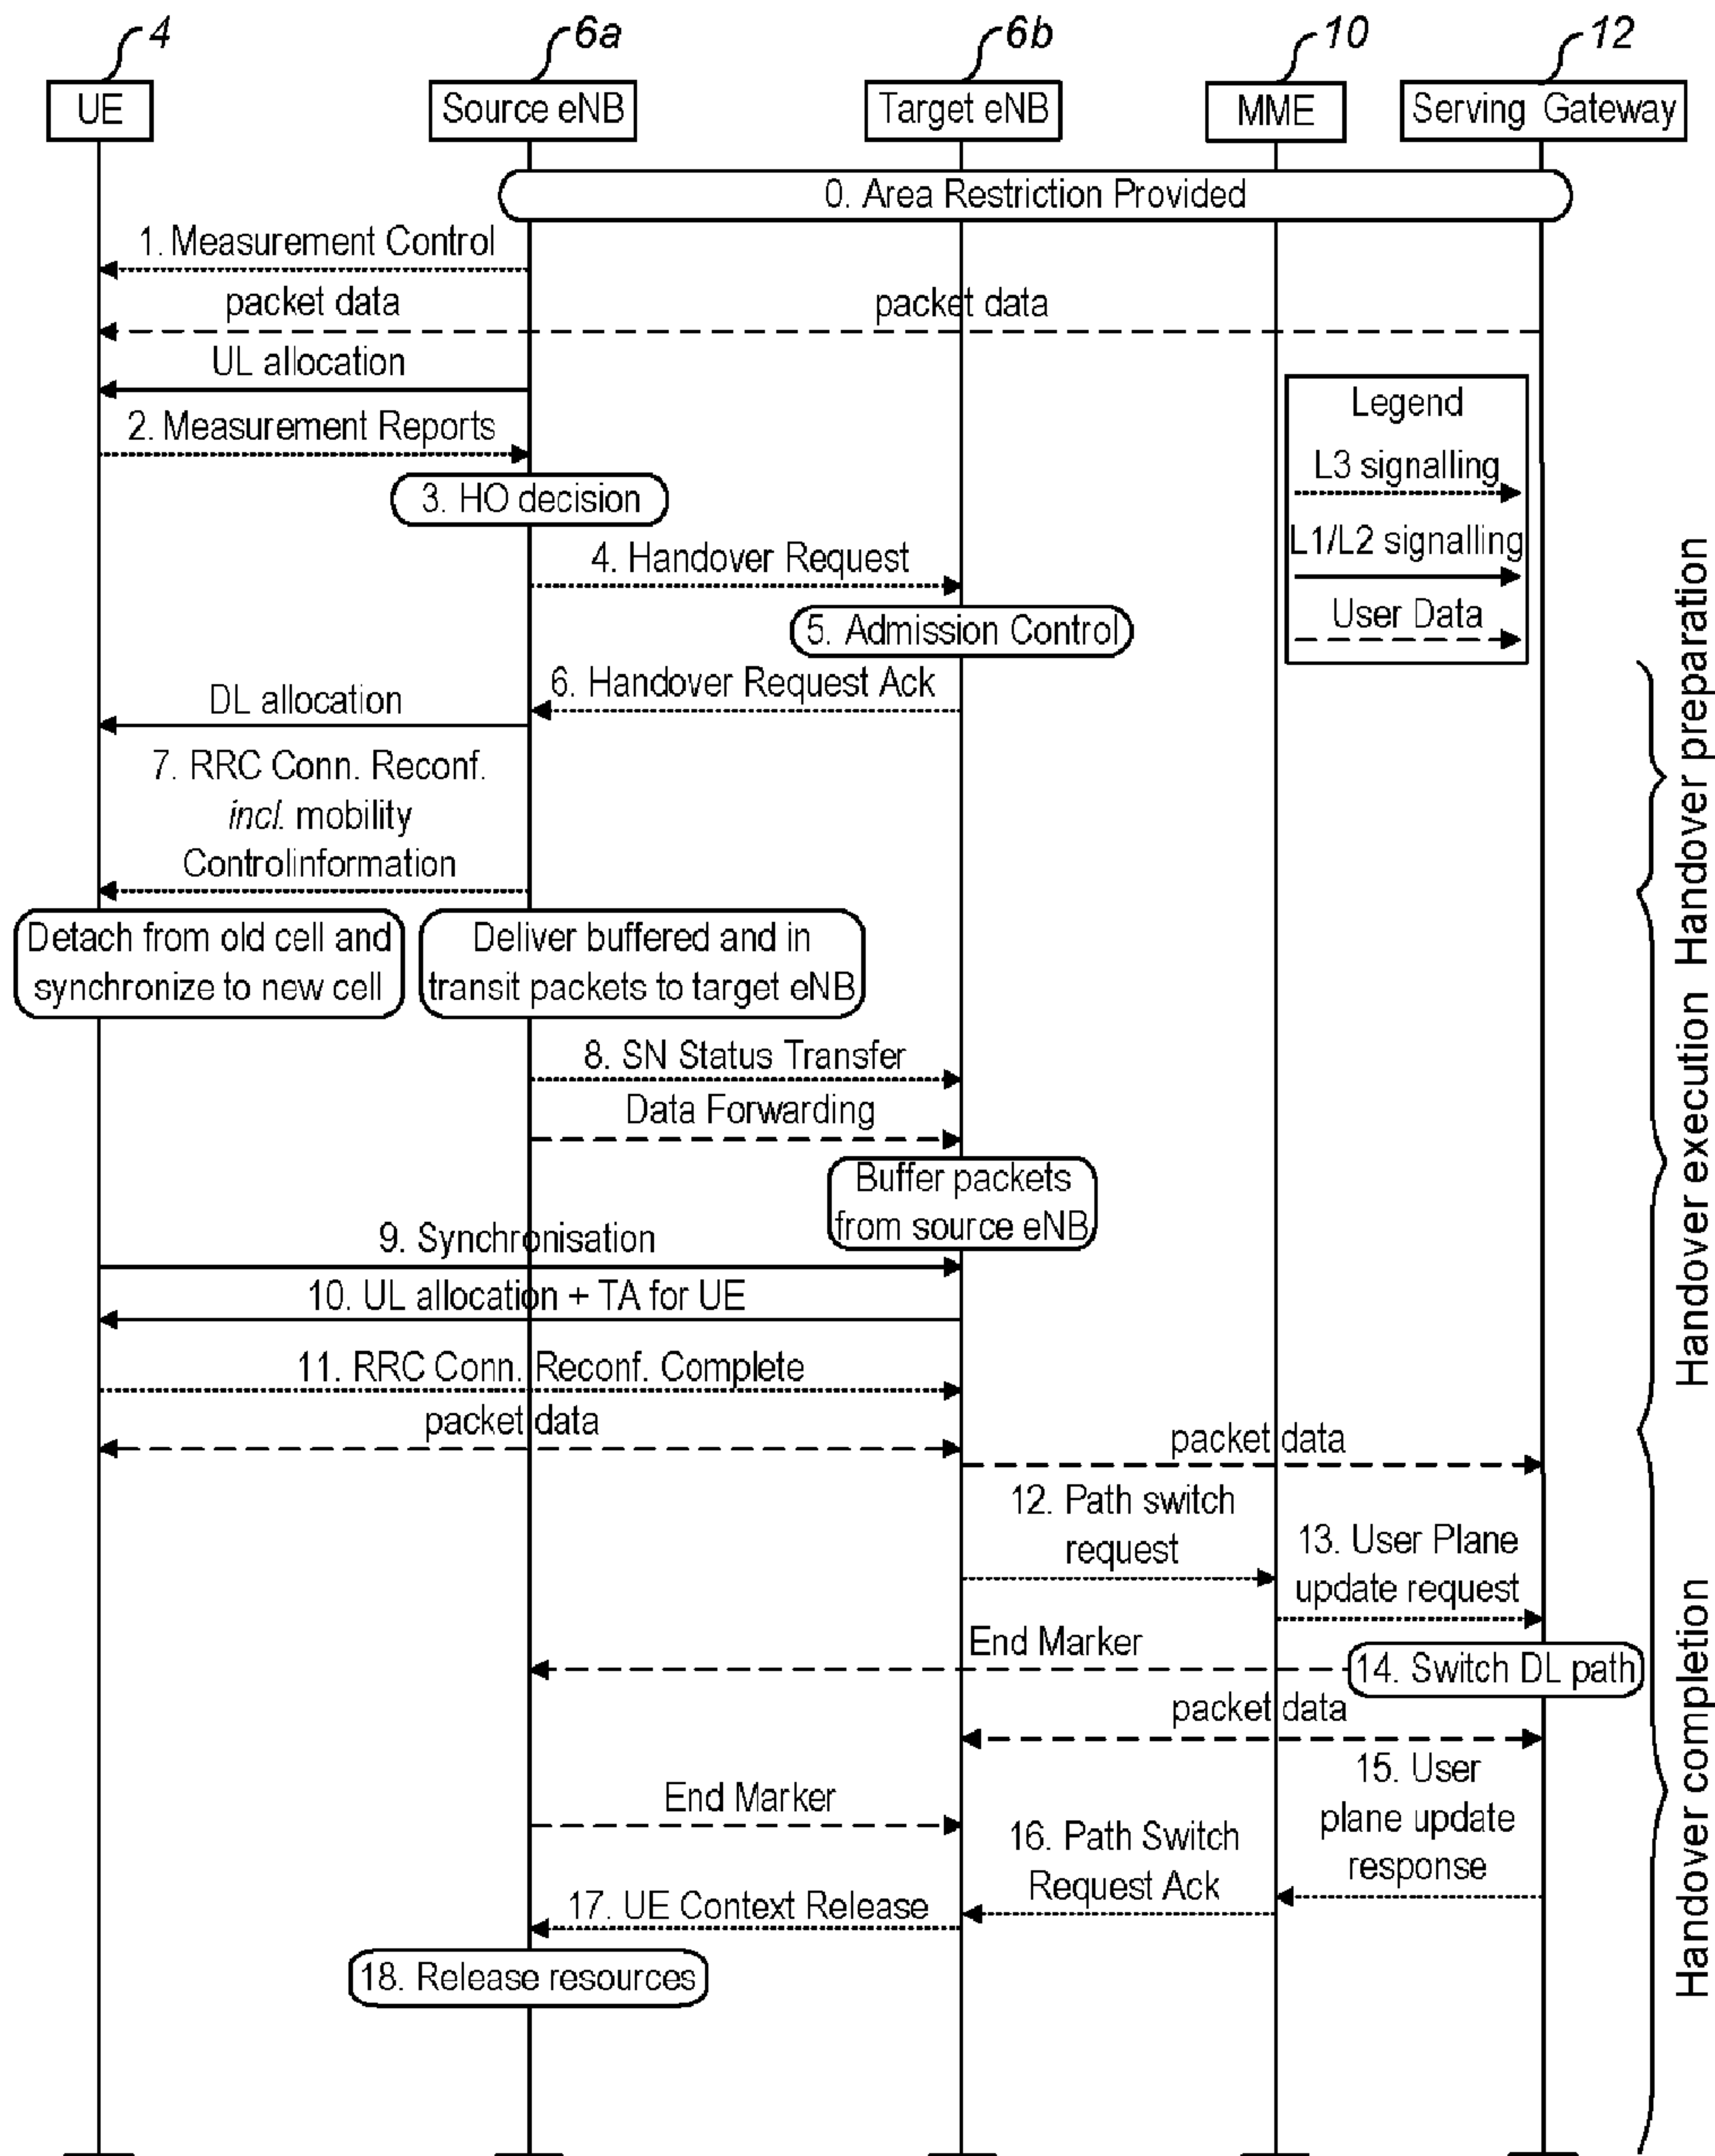 4
6a
6b
10
12
UE
Source eNB
Target eNB
MME
Serving Gateway
0. Area Restriction Provided
1. Measurement Control
packet data
packet data
UL allocation
2. Measurement Reports
Legend
L3 signalling
L1/L2 signalling
User Data
3. HO decision
4. Handover Request
5. Admission Control
6. Handover Request Ack
DL allocation
7. RRC Conn. Reconf.
incl. mobility
Controlinformation
Handover preparation
Detach from old cell and
synchronize to new cell
Deliver buffered and in
transit packets to target eNB
8. SN Status Transfer
Data Forwarding
Buffer packets
from source eNB
9. Synchronisation
10. UL allocation + TA for UE
11. RRC Conn. Reconf. Complete
Handover execution
packet data
packet data
12. Path switch
request
13. User Plane
update request
End Marker
14. Switch DL path
packet data
End Marker
15. User
plane update
response
16. Path Switch
Request Ack
17. UE Context Release
18. Release resources
Handover completion